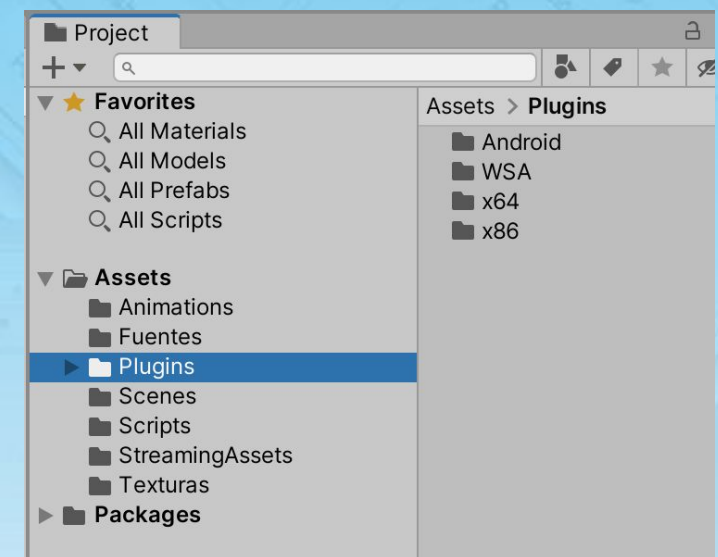 Project
Favorites
All Materials
All Models
All Prefabs
All Scripts
Assets
Animations
Fuentes
Plugins
Scenes
Scripts
StreamingAssets
Texturas
Packages
Assets > Plugins
Android
WSA
x64
x86